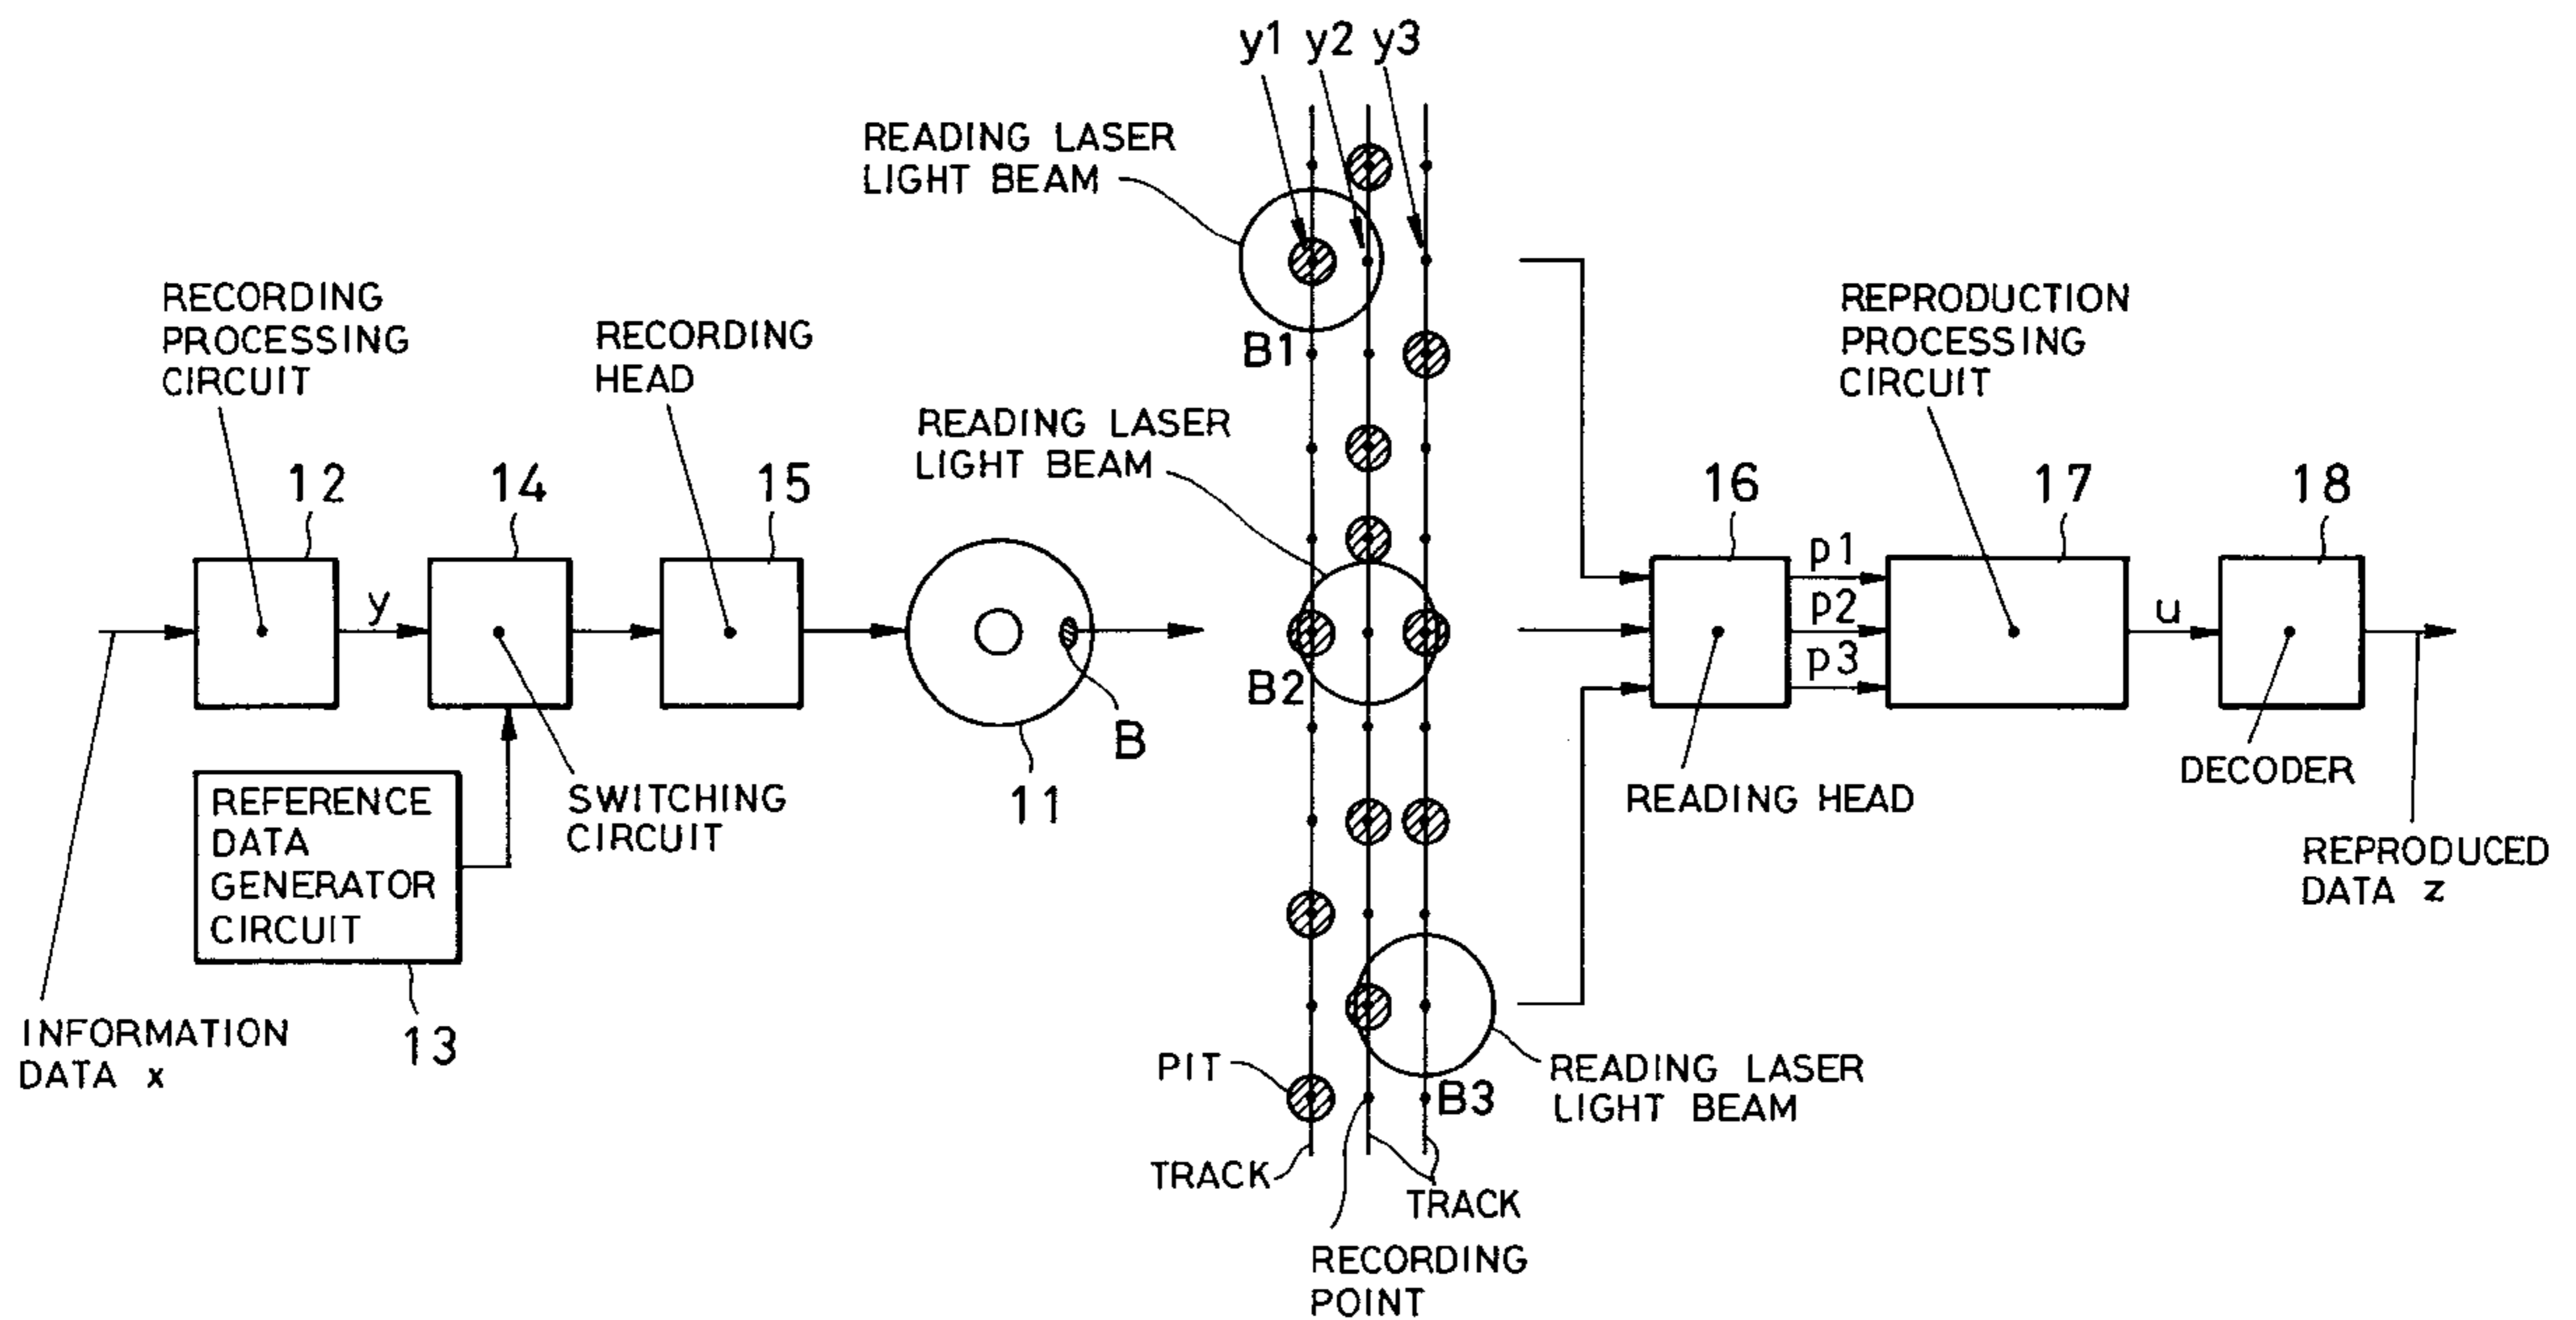 y1 y2 y3
READING LASER
LIGHT BEAM
B1
RECORDING
PROCESSING
CIRCUIT
RECORDING
HEAD
READING LASER
LIGHT BEAM
REPRODUCTION
PROCESSING
CIRCUIT
12
14
15
16
17
18
y
p1
p2
p3
u
B2
B
11
REFERENCE
DATA
GENERATOR
CIRCUIT
SWITCHING
CIRCUIT
READING HEAD
DECODER
REPRODUCED
DATA z
INFORMATION
DATA x
13
PIT
B3
READING LASER
LIGHT BEAM
TRACK
TRACK
RECORDING
POINT